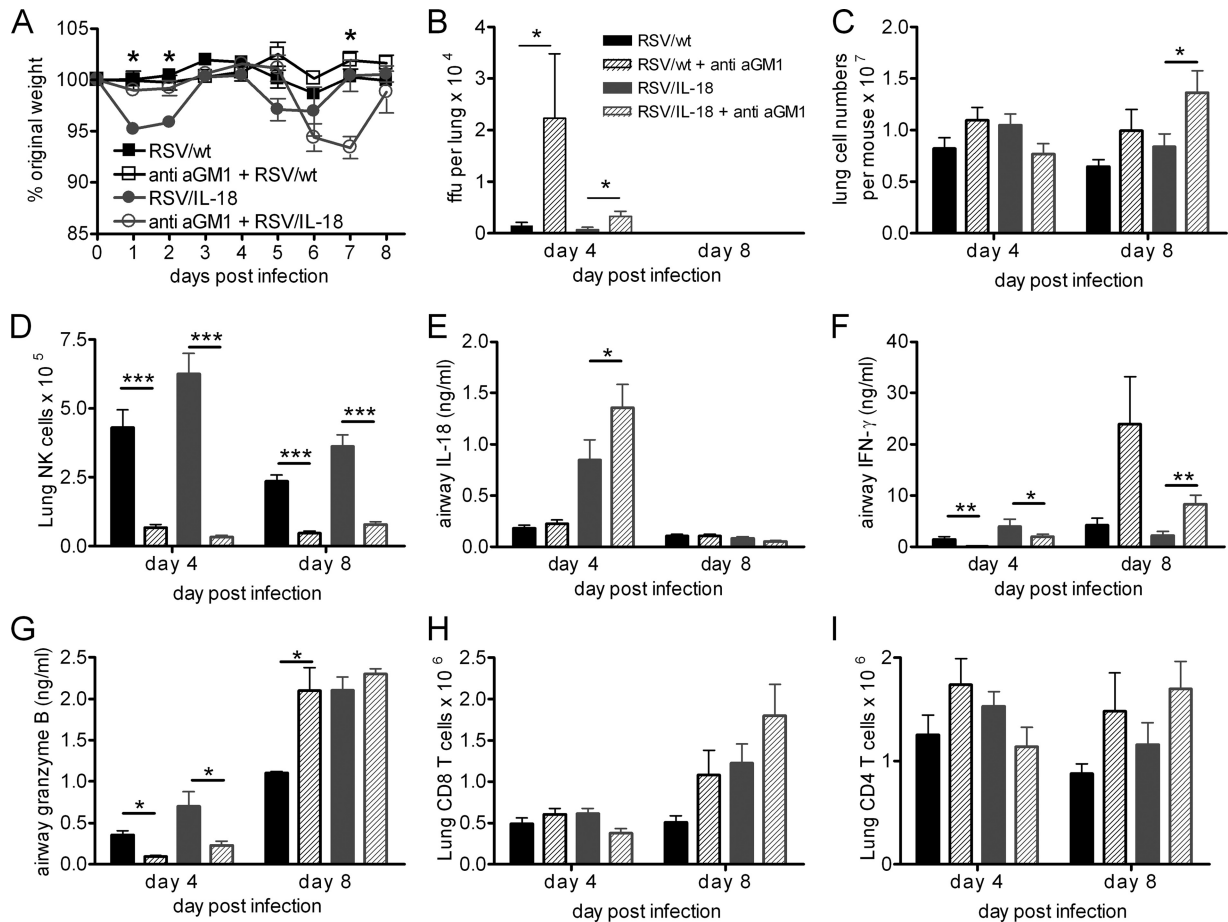 A
% original weight
105
100
95
90
85
*
*
*
RSV/wt
anti aGM1 + RSV/wt
RSV/IL-18
anti aGM1 + RSV/IL-18
0 1 2 3 4 5 6 7 8
days post infection
B
ffu per lung x 10 4
4
3
2
1
0
*
*
RSV/wt
RSV/wt + anti aGM1
RSV/IL-18
RSV/IL-18 + anti aGM1
day 4 day 8
day post infection
C
lung cell numbers
per mouse x 10 7
2.0
1.5
1.0
0.5
0.0
*
day 4 day 8
day post infection
D
Lung NK cells x 10 5
7.5
5.0
2.5
0.0
***
***
***
***
day 4 day 8
day post infection
E
airway IL-18 (ng/ml)
2.0
1.5
1.0
0.5
0.0
*
day 4 day 8
day post infection
F
airway IFN-γ (ng/ml)
40
30
20
10
0
**
*
**
day 4 day 8
day post infection
G
airway granzyme B (ng/ml)
2.5
2.0
1.5
1.0
0.5
0.0
*
*
*
day 4 day 8
day post infection
H
Lung CD8 T cells x 10 6
2.5
2.0
1.5
1.0
0.5
0.0
day 4 day 8
day post infection
I
Lung CD4 T cells x 10 6
2
1
0
day 4 day 8
day post infection